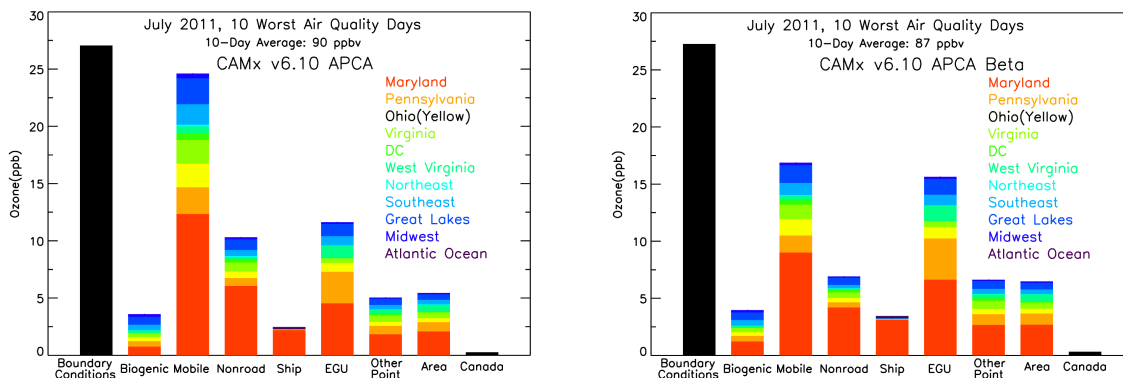 July 2011, 10 Worst Air Quality Days
10-Day Average: 90 ppbv
CAMx v6.10 APCA
Maryland
Pennsylvania
Ohio(Yellow)
Virginia
DC
West Virginia
Northeast
Southeast
Great Lakes
Midwest
Atlantic Ocean
Ozone(ppb)
30
25
20
15
10
5
0
Boundary Conditions
Biogenic
Mobile
Nonroad
Ship
EGU
Other Point
Area
Canada
July 2011, 10 Worst Air Quality Days
10-Day Average: 87 ppbv
CAMx v6.10 APCA Beta
Maryland
Pennsylvania
Ohio(Yellow)
Virginia
DC
West Virginia
Northeast
Southeast
Great Lakes
Midwest
Atlantic Ocean
Ozone(ppb)
30
25
20
15
10
5
0
Boundary Conditions
Biogenic
Mobile
Nonroad
Ship
EGU
Other Point
Area
Canada